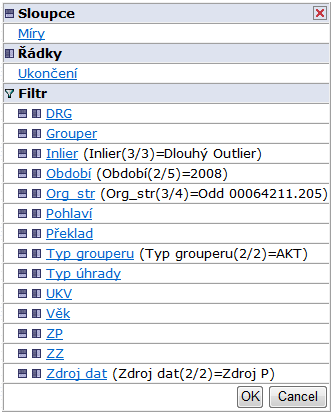 Sloupce
Míry
Řádky
Ukončení
Filtr
DRG
Grouper
Inlier (Inlier(3/3)=Dlouhý Outlier)
Období (Období(2/5)=2008)
Org_str (Org_str(3/4)=Odd 00064211.205)
Pohlaví
Překlad
Typ grouperu (Typ grouperu(2/2)=AKT)
Typ úhrady
UKV
Věk
ZP
ZZ
Zdroj dat (Zdroj dat(2/2)=Zdroj P)
OK Cancel